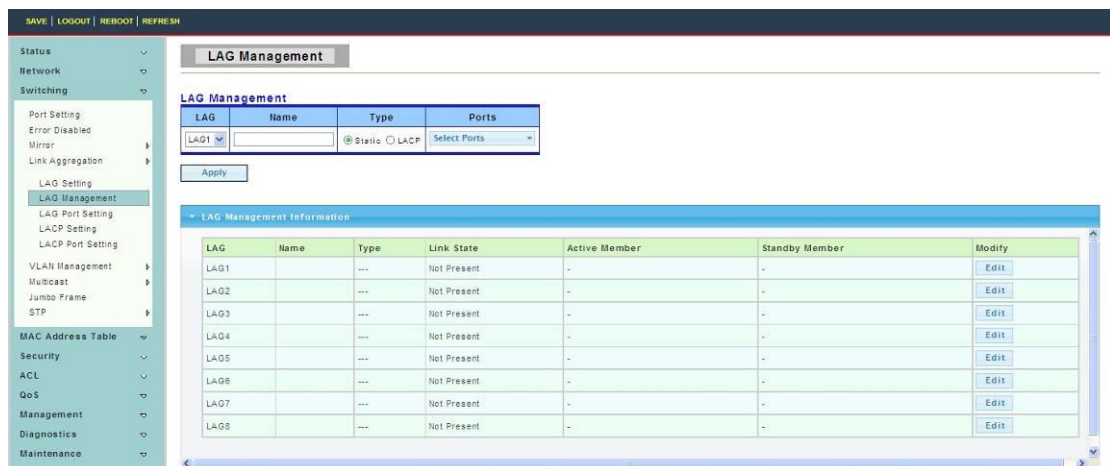 SAVE | LOGOUT | REBOOT | REFRESH
Status
Network
Switching
Port Setting
Error Disabled
Mirror
Link Aggregation
LAG Setting
LAG Management
LAG Port Setting
LACP Setting
LACP Port Setting
VLAN Management
Multicast
Jumbo Frame
STP
MAC Address Table
Security
ACL
QoS
Management
Diagnostics
Maintenance
LAG Management
LAG Management
LAG Name Type Ports
LAG1 Static LACP Select Ports
Apply
LAG Management Information
LAG Name Type Link State Active Member Standby Member Modify
LAG1 --- Not Present - - Edit
LAG2 --- Not Present - - Edit
LAG3 --- Not Present - - Edit
LAG4 --- Not Present - - Edit
LAG5 --- Not Present - - Edit
LAG6 --- Not Present - - Edit
LAG7 --- Not Present - - Edit
LAG8 --- Not Present - - Edit